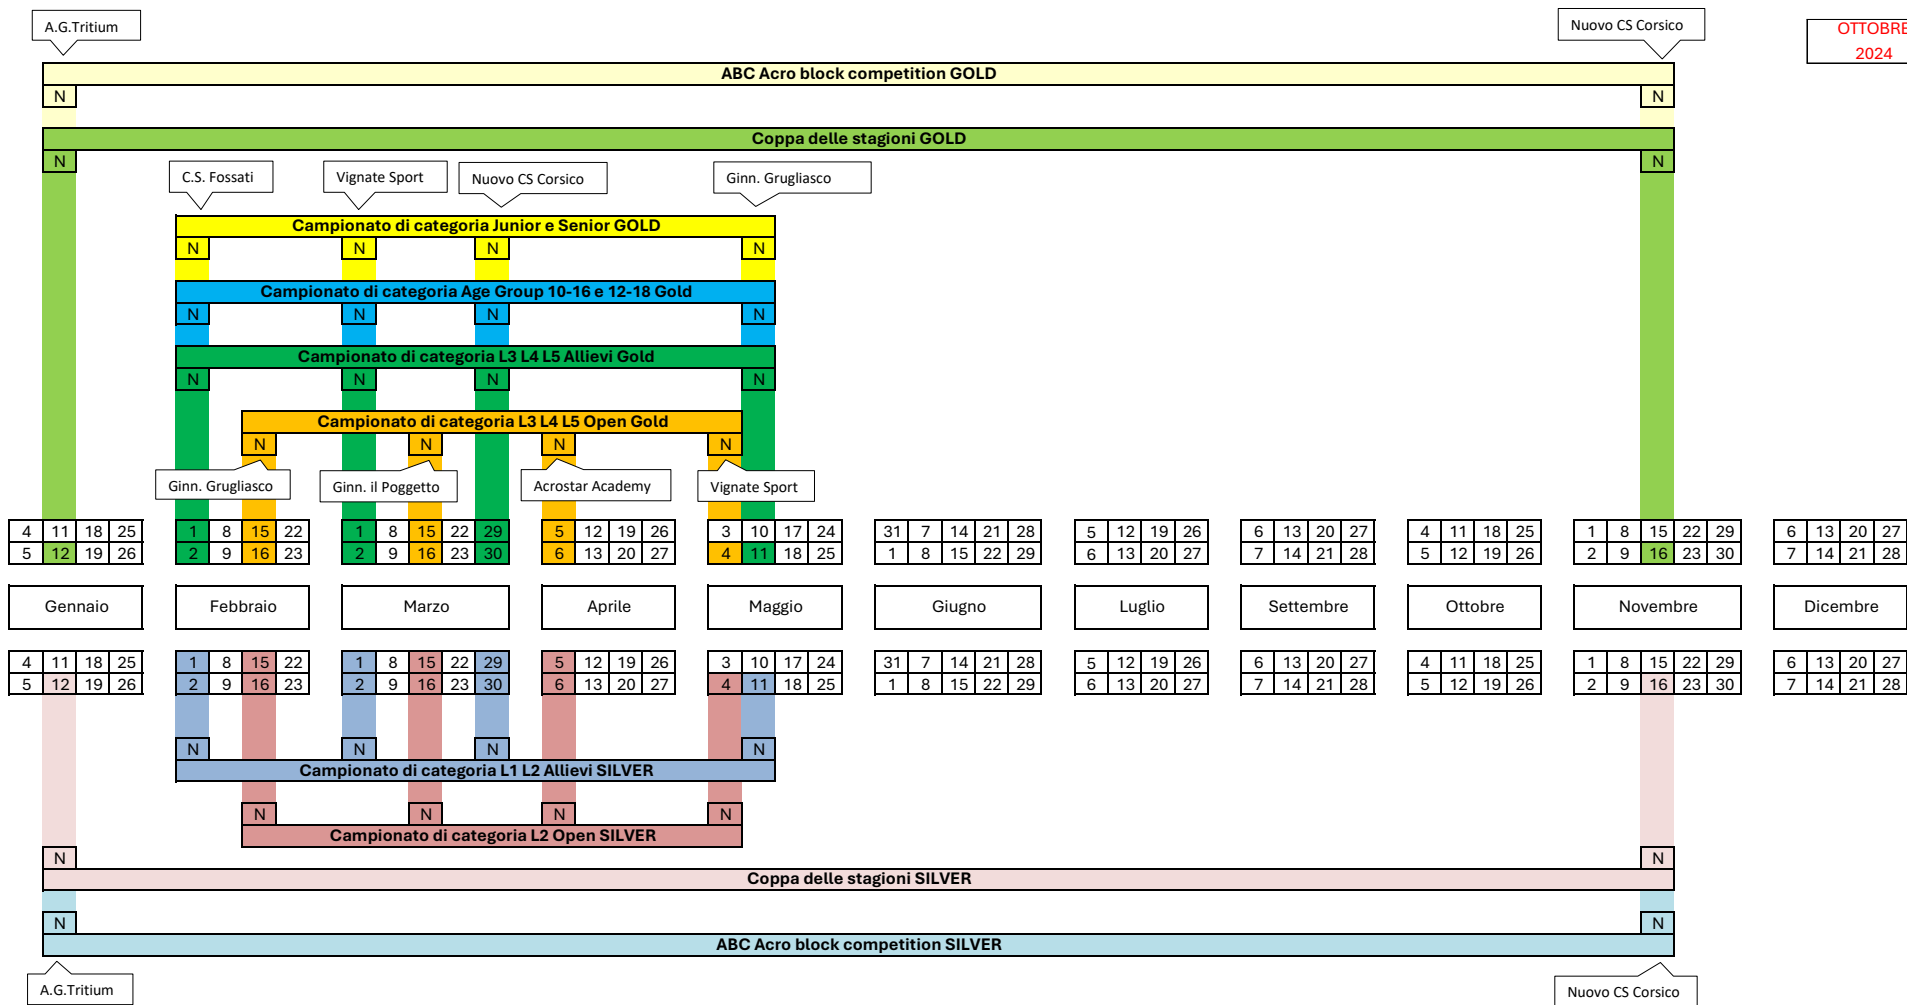 A.G.Tritium
Nuovo CS Corsico
OTTOBRE
2024
ABC Acro block competition GOLD
N N
Coppa delle stagioni GOLD
N N
C.S. Fossati Vignate Sport Nuovo CS Corsico Ginn. Grugliasco
Campionato di categoria Junior e Senior GOLD
N N N N
Campionato di categoria Age Group 10-16 e 12-18 Gold
N N N N
Campionato di categoria L3 L4 L5 Allievi Gold
N N N N
Campionato di categoria L3 L4 L5 Open Gold
N N N N
Ginn. Grugliasco Ginn. il Poggetto Acrostar Academy Vignate Sport
4 11 18 25 1 8 15 22 1 8 15 22 29 5 12 19 26 3 10 17 24 31 7 14 21 28 5 12 19 26 6 13 20 27 4 11 18 25 1 8 15 22 29 6 13 20 27
5 12 19 26 2 9 16 23 2 9 16 23 30 6 13 20 27 4 11 18 25 1 8 15 22 29 6 13 20 27 7 14 21 28 5 12 19 26 2 9 16 23 30 7 14 21 28
Gennaio Febbraio Marzo Aprile Maggio Giugno Luglio Settembre Ottobre Novembre Dicembre
4 11 18 25 1 8 15 22 1 8 15 22 29 5 12 19 26 3 10 17 24 31 7 14 21 28 5 12 19 26 6 13 20 27 4 11 18 25 1 8 15 22 29 6 13 20 27
5 12 19 26 2 9 16 23 2 9 16 23 30 6 13 20 27 4 11 18 25 1 8 15 22 29 6 13 20 27 7 14 21 28 5 12 19 26 2 9 16 23 30 7 14 21 28
N N N N
Campionato di categoria L1 L2 Allievi SILVER
N N N N
Campionato di categoria L2 Open SILVER
N N
Coppa delle stagioni SILVER
N N
ABC Acro block competition SILVER
A.G.Tritium
Nuovo CS Corsico